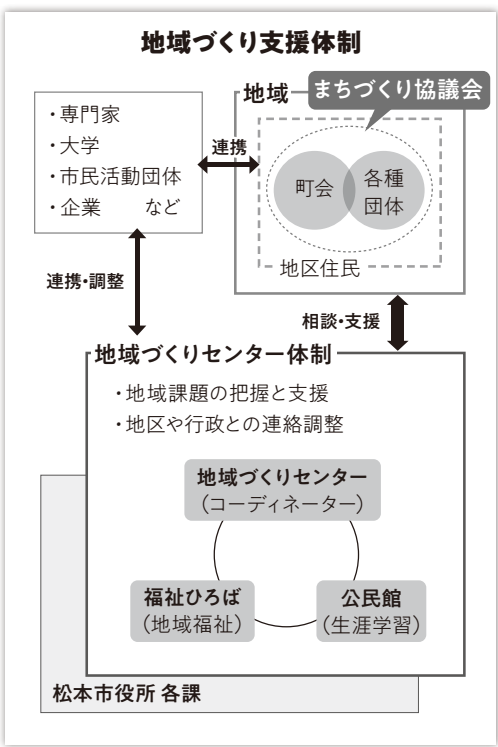 地域づくり支援体制
・専門家
・大学
・市民活動団体
・企業　など
連携
地域
まちづくり協議会
町会
各種
団体
地区住民
連携・調整
相談・支援
地域づくりセンター体制
・地域課題の把握と支援
・地区や行政との連絡調整
地域づくりセンター
（コーディネーター）
福祉ひろば
（地域福祉）
公民館
（生涯学習）
松本市役所 各課